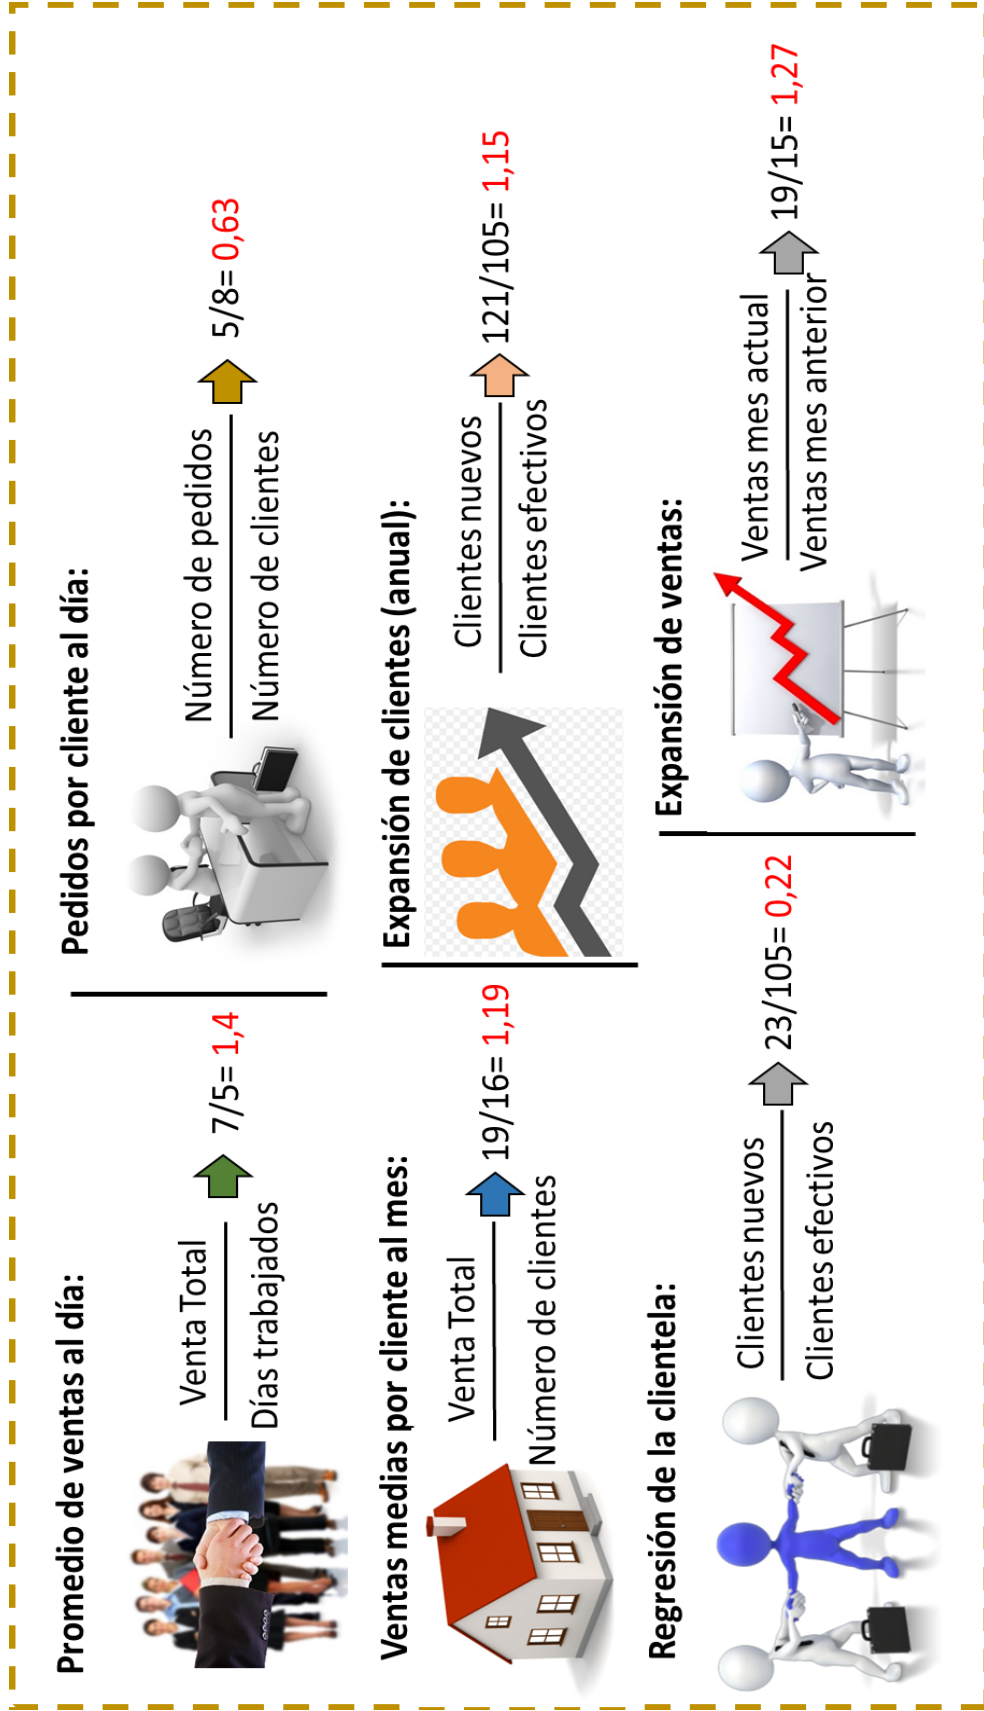 Promedio de ventas al día:
Venta Total
Días trabajados
7/5= 1,4
Pedidos por cliente al día:
Número de pedidos
Número de clientes
5/8= 0,63
Ventas medias por cliente al mes:
Venta Total
Número de clientes
19/16= 1,19
Expansión de clientes (anual):
Clientes nuevos
Clientes efectivos
121/105= 1,15
Regresión de la clientela:
Clientes nuevos
Clientes efectivos
23/105= 0,22
Expansión de ventas:
Ventas mes actual
Ventas mes anterior
19/15= 1,27